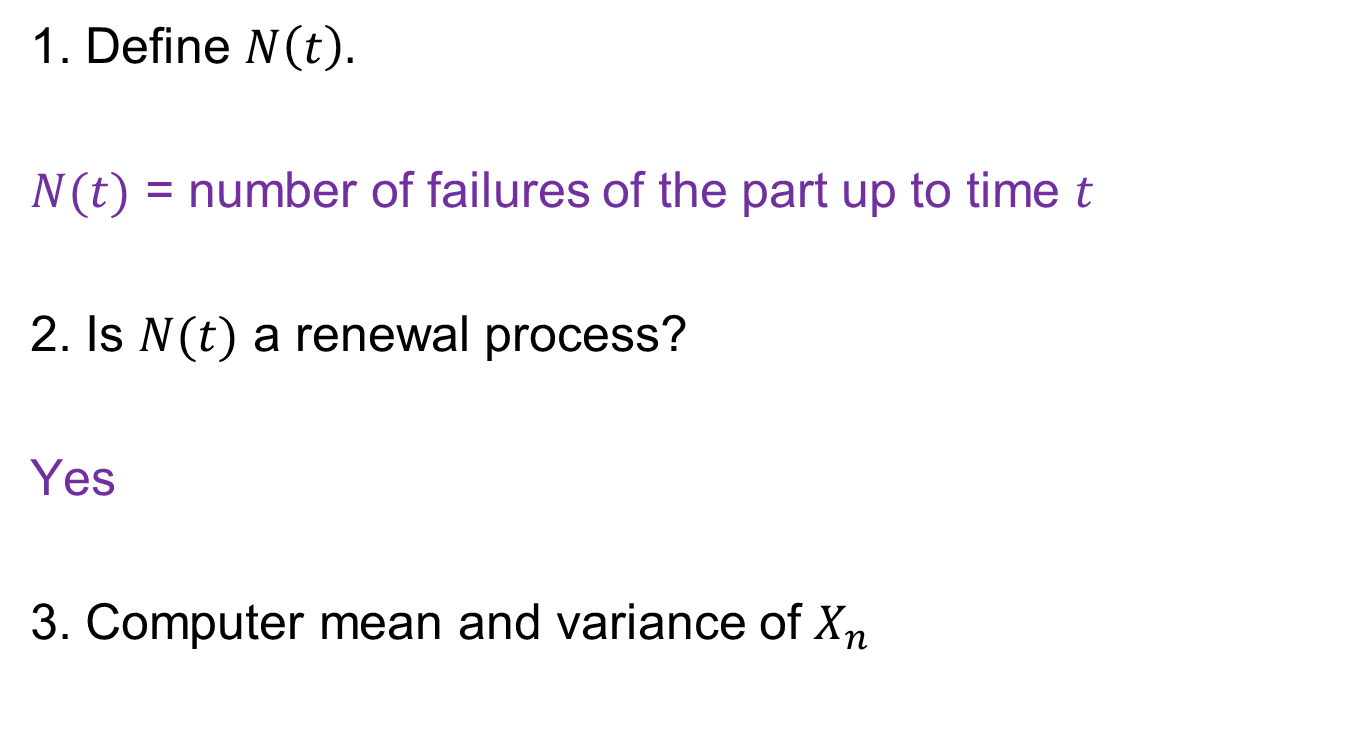 1. Define N(t).
N(t) = number of failures of the part up to time t
2. Is N(t) a renewal process?
Yes
3. Computer mean and variance of Xₙ